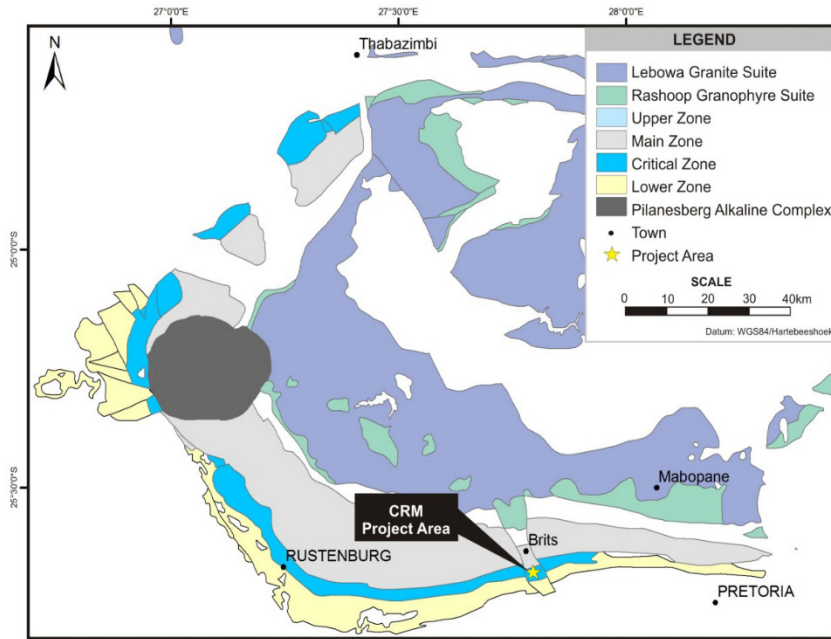 27°0'0"E
27°30'0"E
28°0'0"E
N
Thabazimbi
LEGEND
Lebowa Granite Suite
Rashoop Granophyre Suite
Upper Zone
Main Zone
Critical Zone
Lower Zone
Pilanesberg Alkaline Complex
Town
Project Area
SCALE
0 10 20 30 40km
Datum: WGS84/Hartebeeshoek
25°0'0"S
25°30'0"S
Mabopane
CRM
Project Area
Brits
RUSTENBURG
PRETORIA